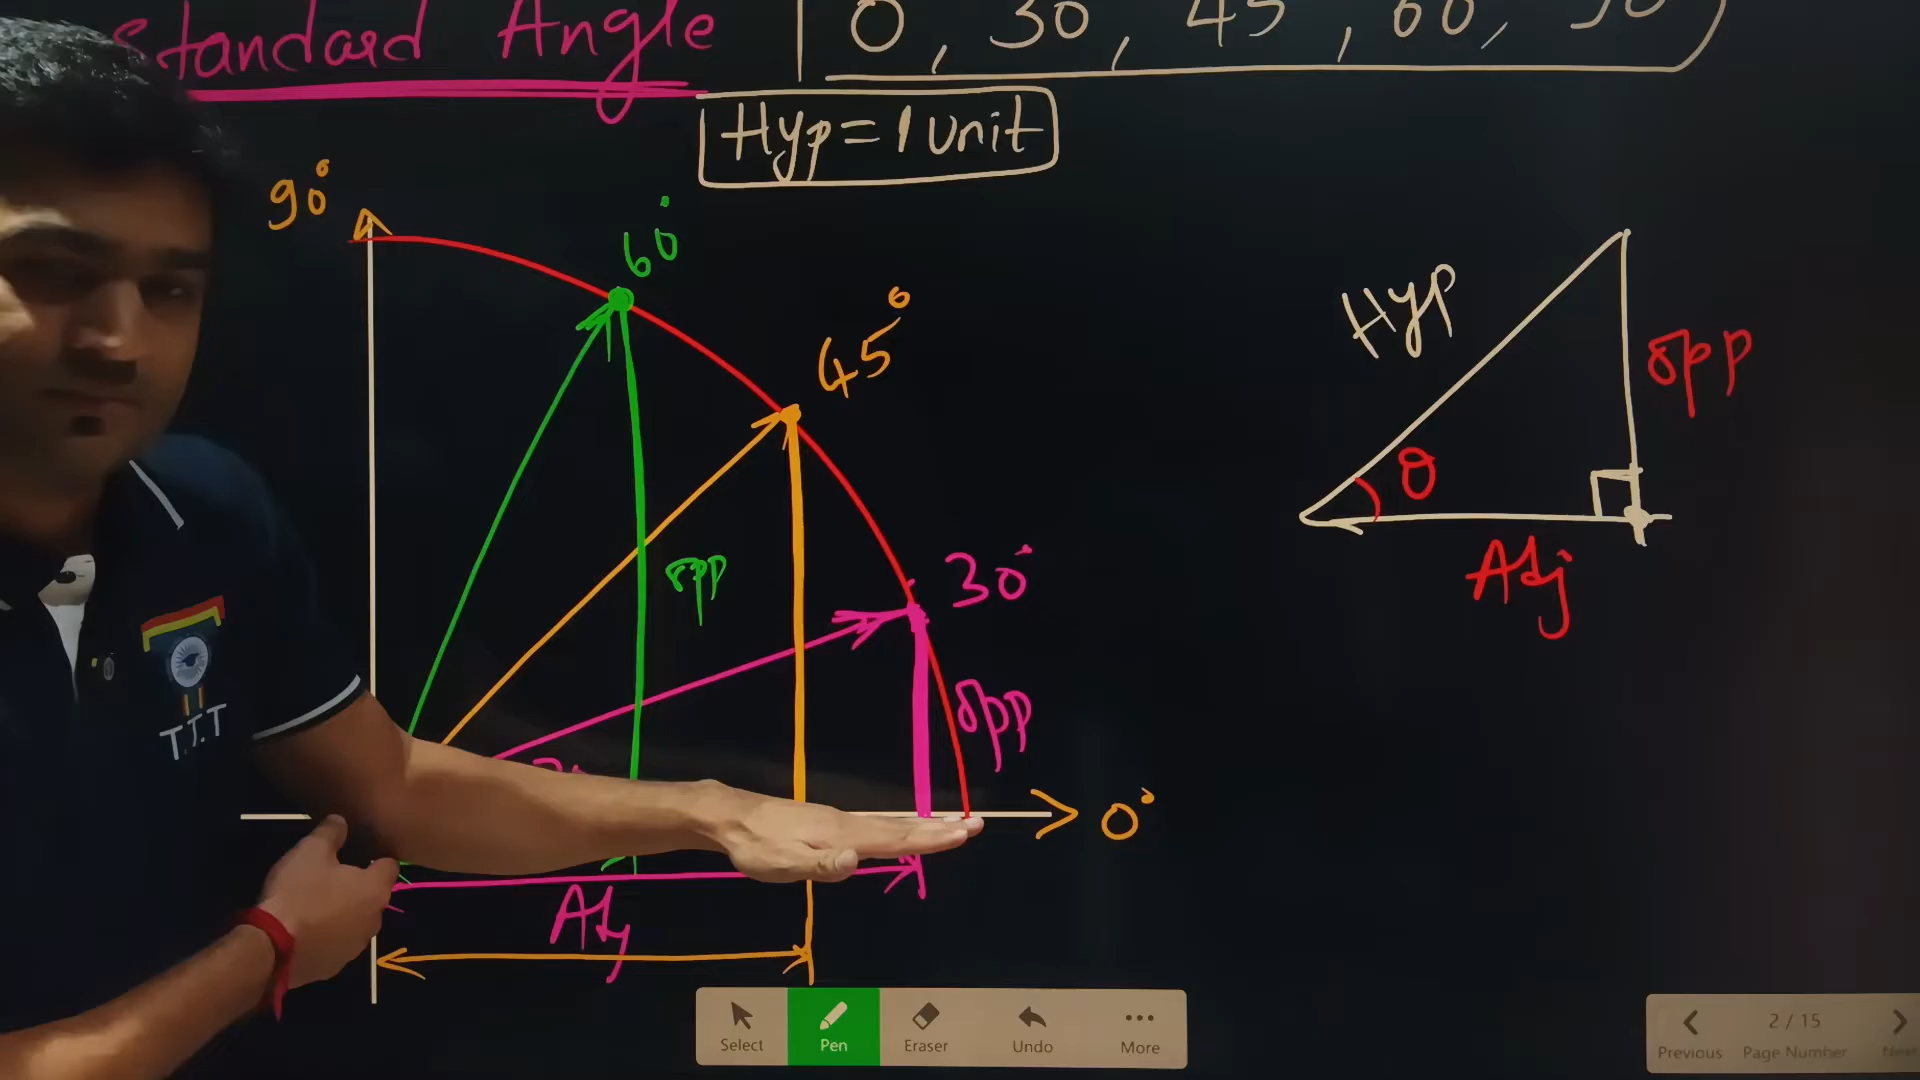 Standard Angle 0, 30, 45, 60, 90
Hyp = 1 unit
90°
60°
45°
Hyp
opp
θ
30°
opp
Adj
opp
T.T.T
0°
Adj
Select
Pen
Eraser
Undo
More
2 / 15
Previous
Page Number
Next